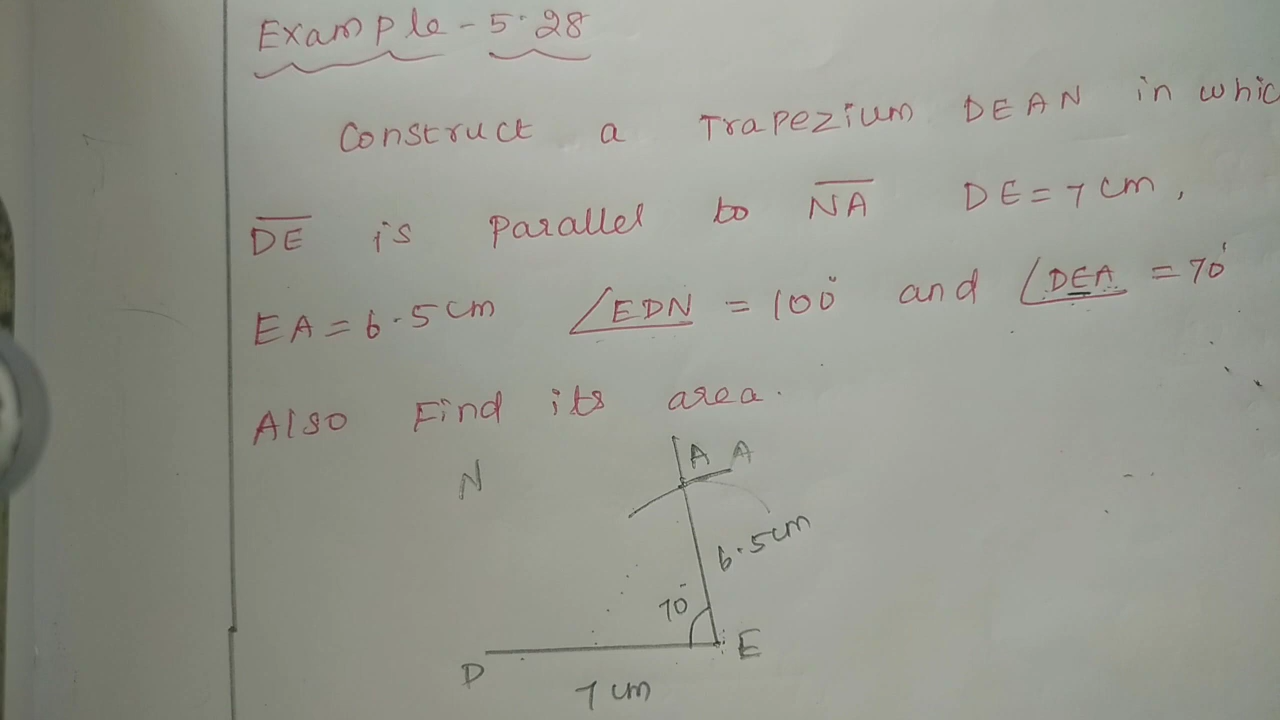 Example - 5.28
Construct a Trapezium DEAN in whic
DE is Parallel to NA DE = 7 cm,
EA = 6.5 cm ∠EDN = 100° and ∠DEA = 70°
Also Find its area.
N A A
6.5cm
70°
D E
7 cm